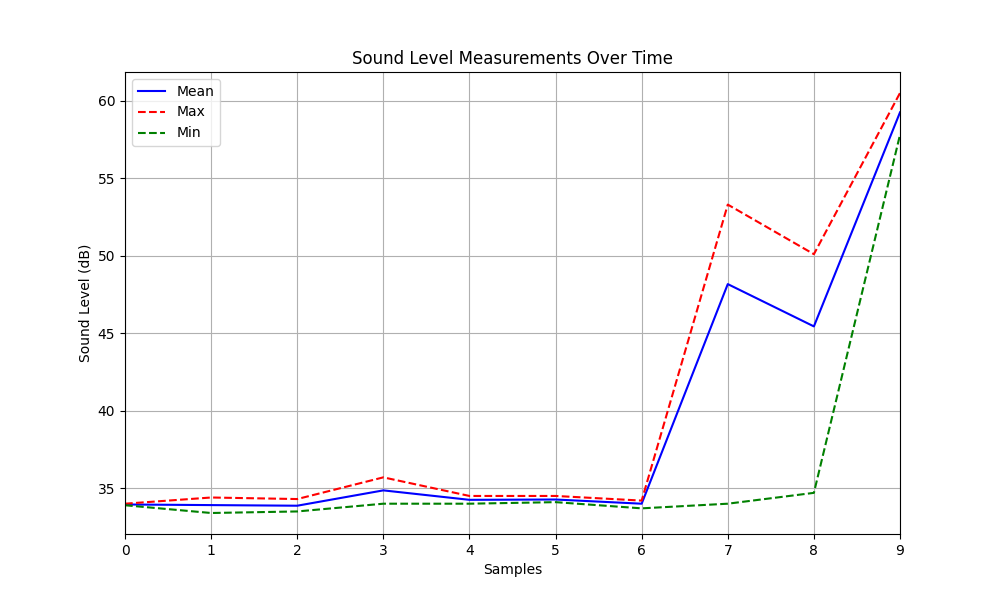 Sound Level Measurements Over Time
Mean
Max
Min
60
55
50
45
40
35
Sound Level (dB)
0 1 2 3 4 5 6 7 8 9
Samples